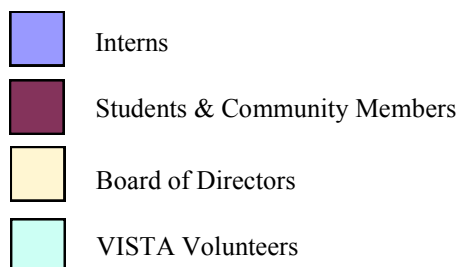 Interns
Students & Community Members
Board of Directors
VISTA Volunteers